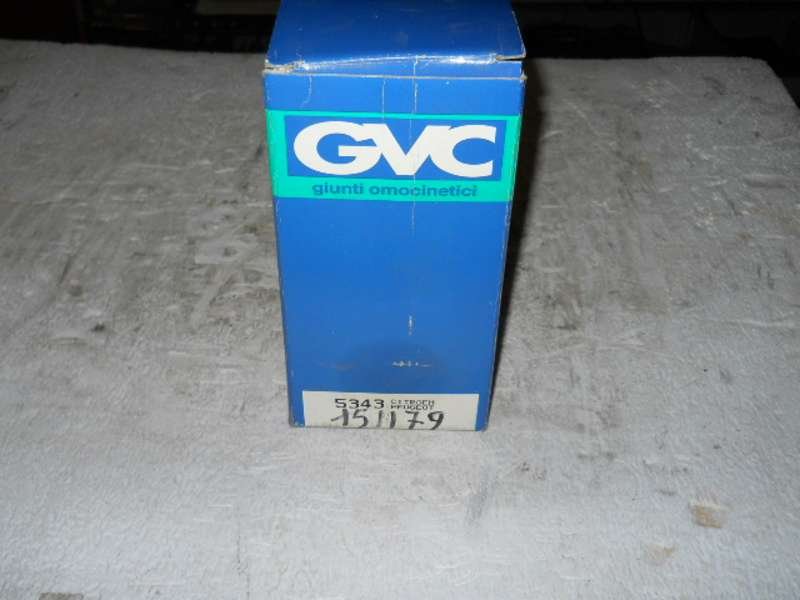 GVC
giunti omocinetici
5343 CITROEN
PEUGEOT
151179